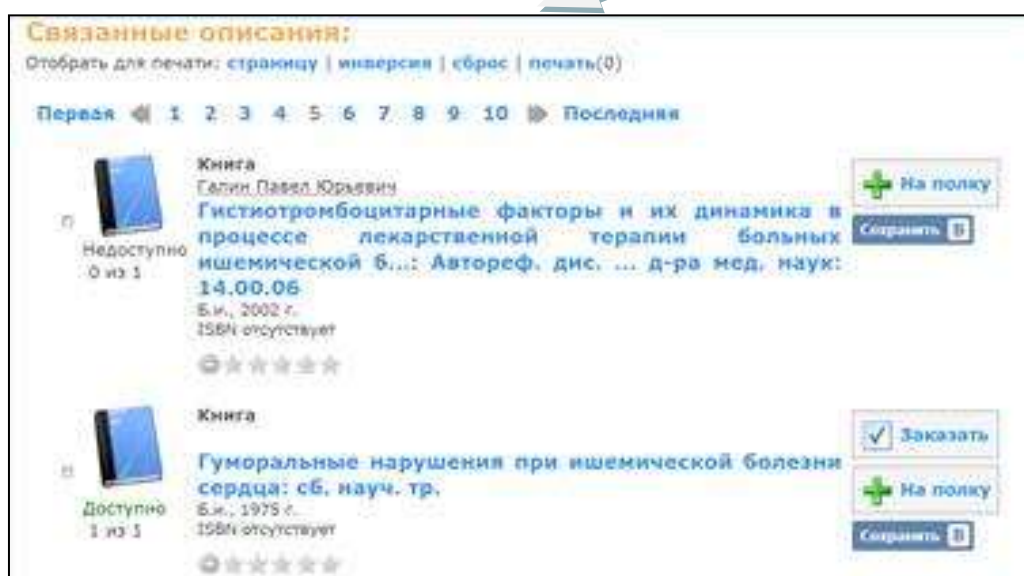 Связанные описания:
Отобрать для печати: страницу | инверсия | сброс | печать(0)
Первая 1 2 3 4 5 6 7 8 9 10 Последняя
Книга
Галин Павел Юрьевич
Гистиотромбоцитарные факторы и их динамика в
процессе лекарственной терапии больных
ишемической б...: Автореф. дис. ... д-ра мед. наук:
14.00.06
Б.и., 2002 г.
ISBN отсутствует
Недоступно
0 из 1
На полку
Сохранить В
Книга
Гуморальные нарушения при ишемической болезни
сердца: сб. науч. тр.
Б.и., 1975 г.
ISBN отсутствует
Доступно
1 из 1
Заказать
На полку
Сохранить В